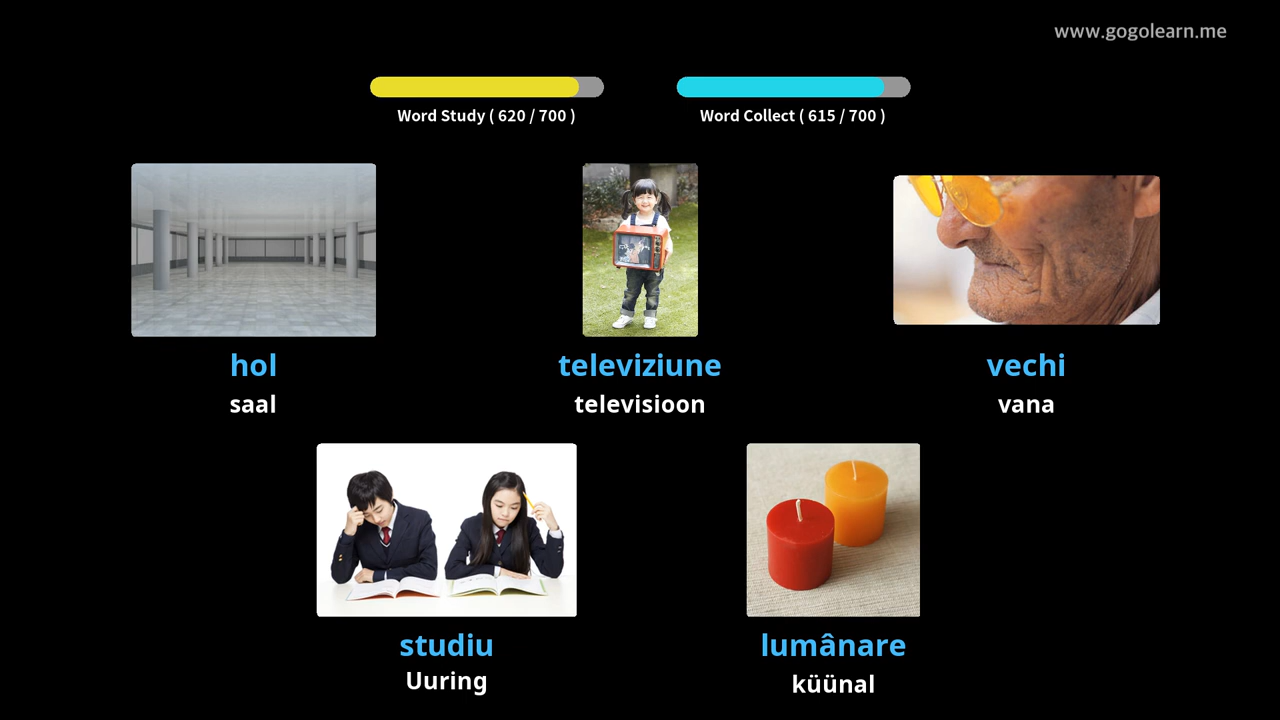 www.gogolearn.me
Word Study ( 620 / 700 )
Word Collect ( 615 / 700 )
hol
saal
televiziune
televisioon
vechi
vana
studiu
Uuring
lumânare
küünal